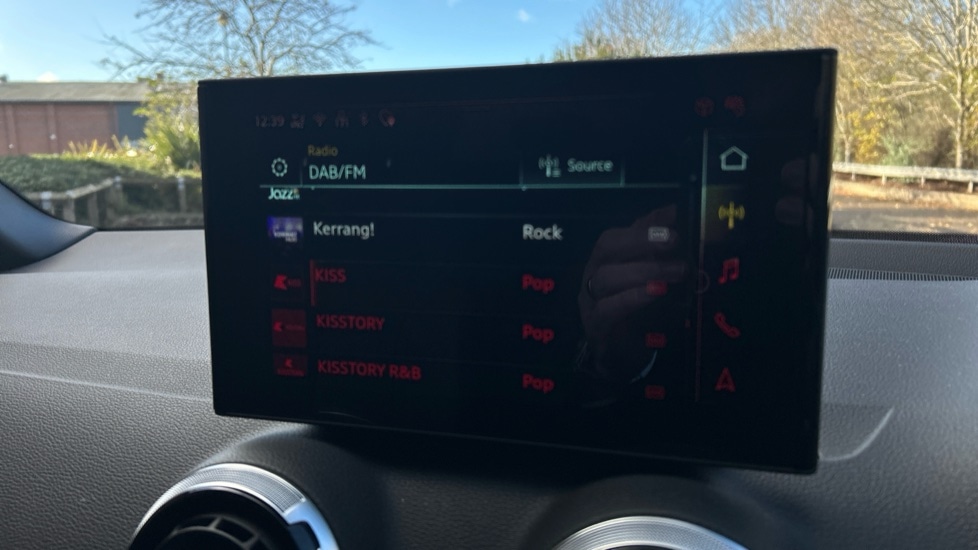 12:39
Radio
DAB/FM Source
Jazz
Kerrang! Rock
KISS Pop
KISSTORY Pop
KISSTORY R&B Pop